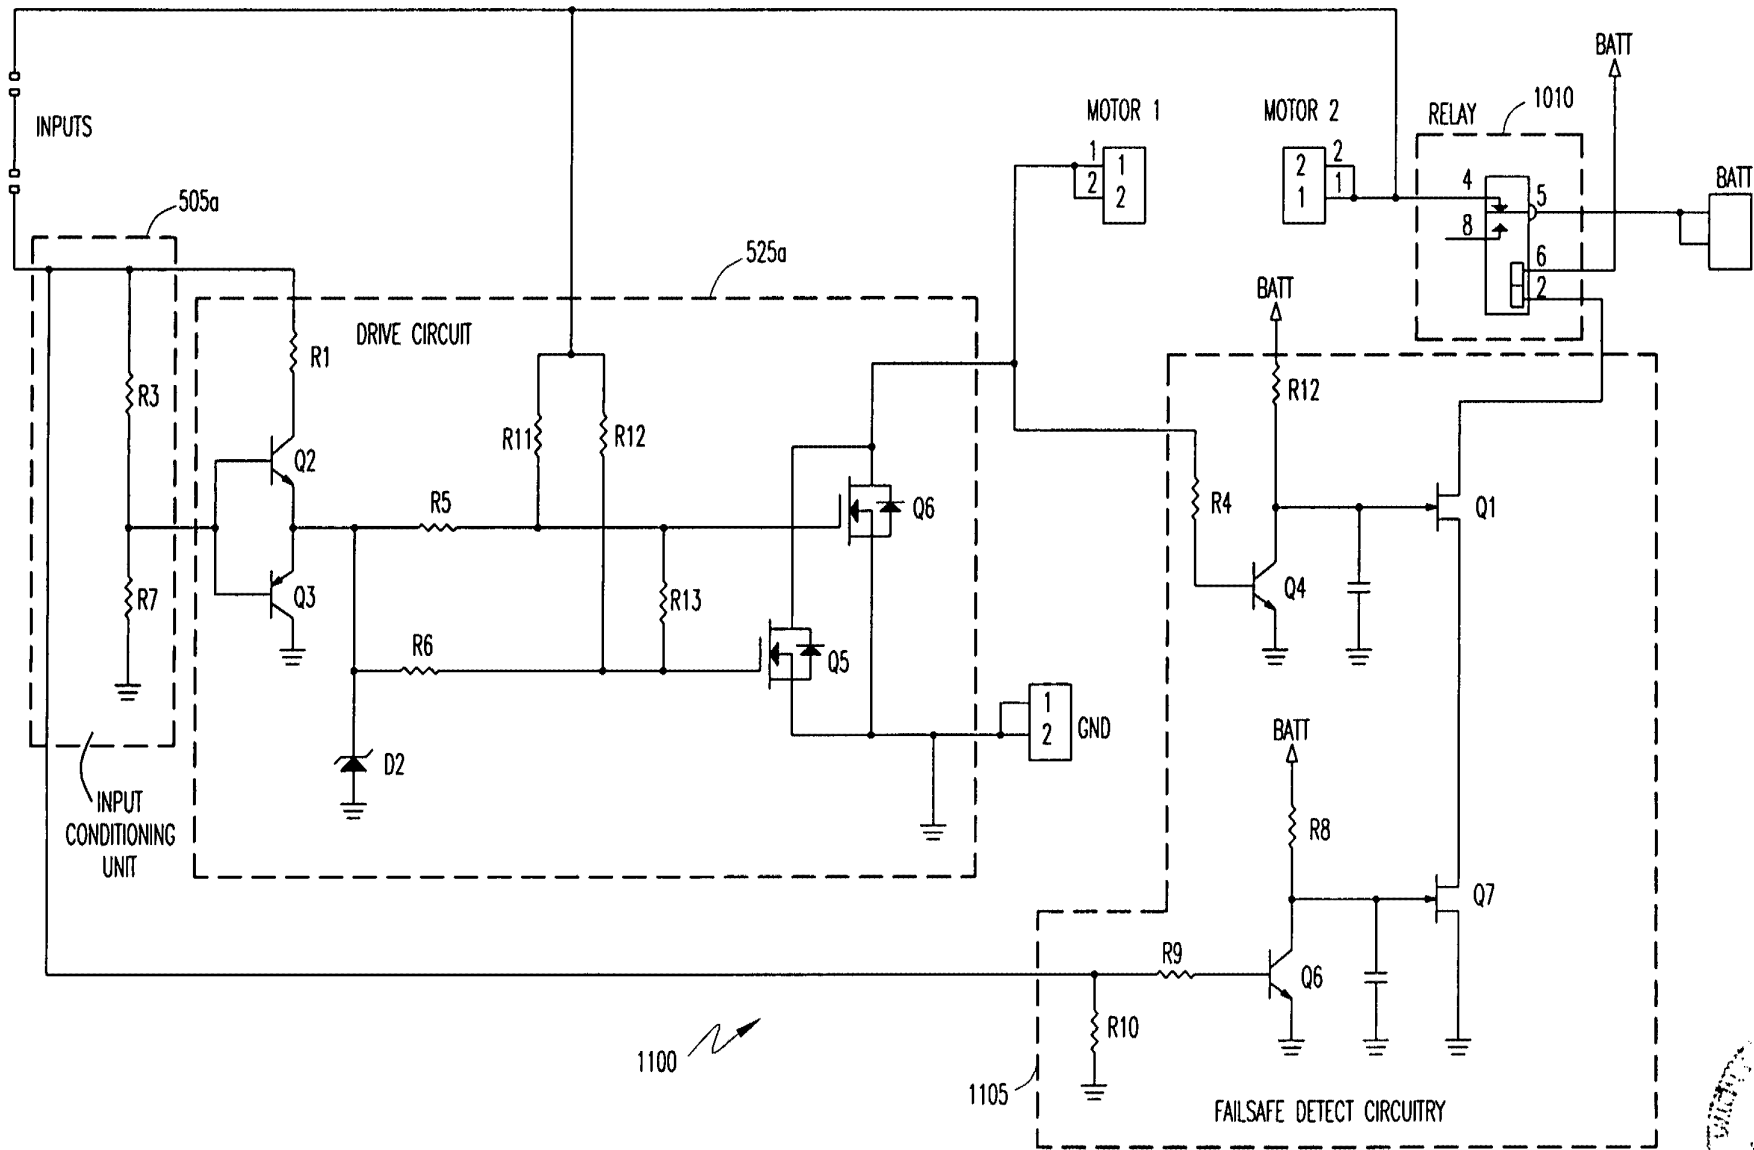 BATT
1010
MOTOR 1
MOTOR 2
RELAY
INPUTS
1
1
2
2
2
2
1
1
4
5
BATT
505a
8
525a
6
2
BATT
DRIVE CIRCUIT
R1
R3
R12
R11
R12
Q2
R5
Q6
R4
Q1
R7
Q3
R13
Q4
R6
Q5
1
2
GND
BATT
D2
INPUT
CONDITIONING
UNIT
R8
Q7
R9
Q6
R10
1100
1105
FAILSAFE DETECT CIRCUITRY